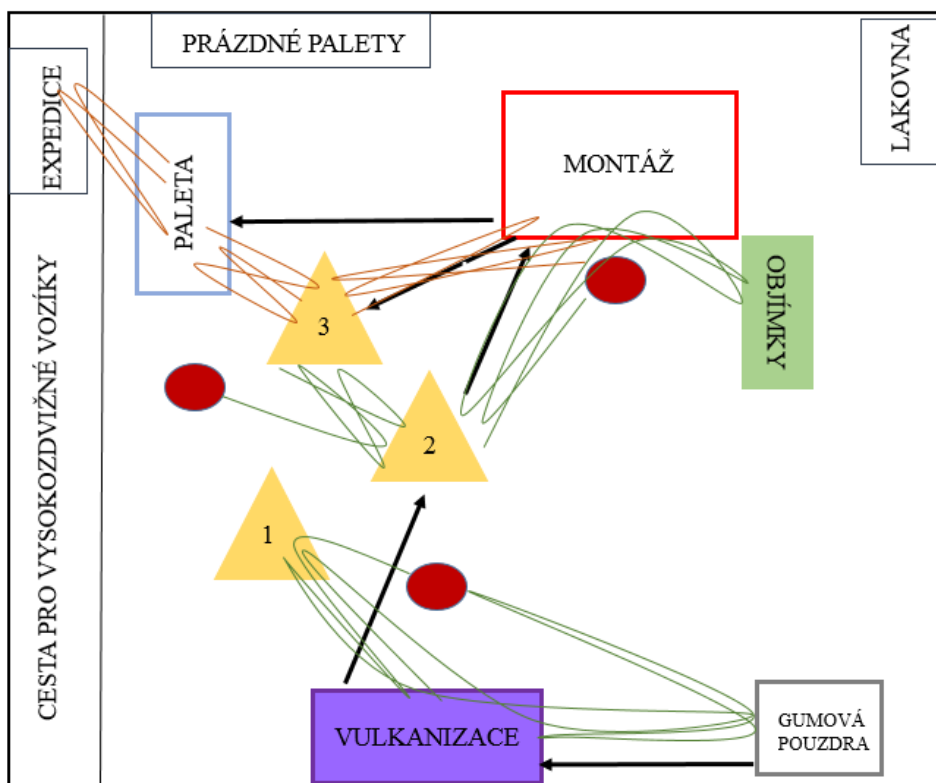 PRÁZDNÉ PALETY
LAKOVNA
EXPEDICE
PALETA
MONTÁŽ
OBJÍMKY
3
2
1
CESTA PRO VYSOKOZDVIŽNÉ VOZÍKY
VULKANIZACE
GUMOVÁ
POUZDRA